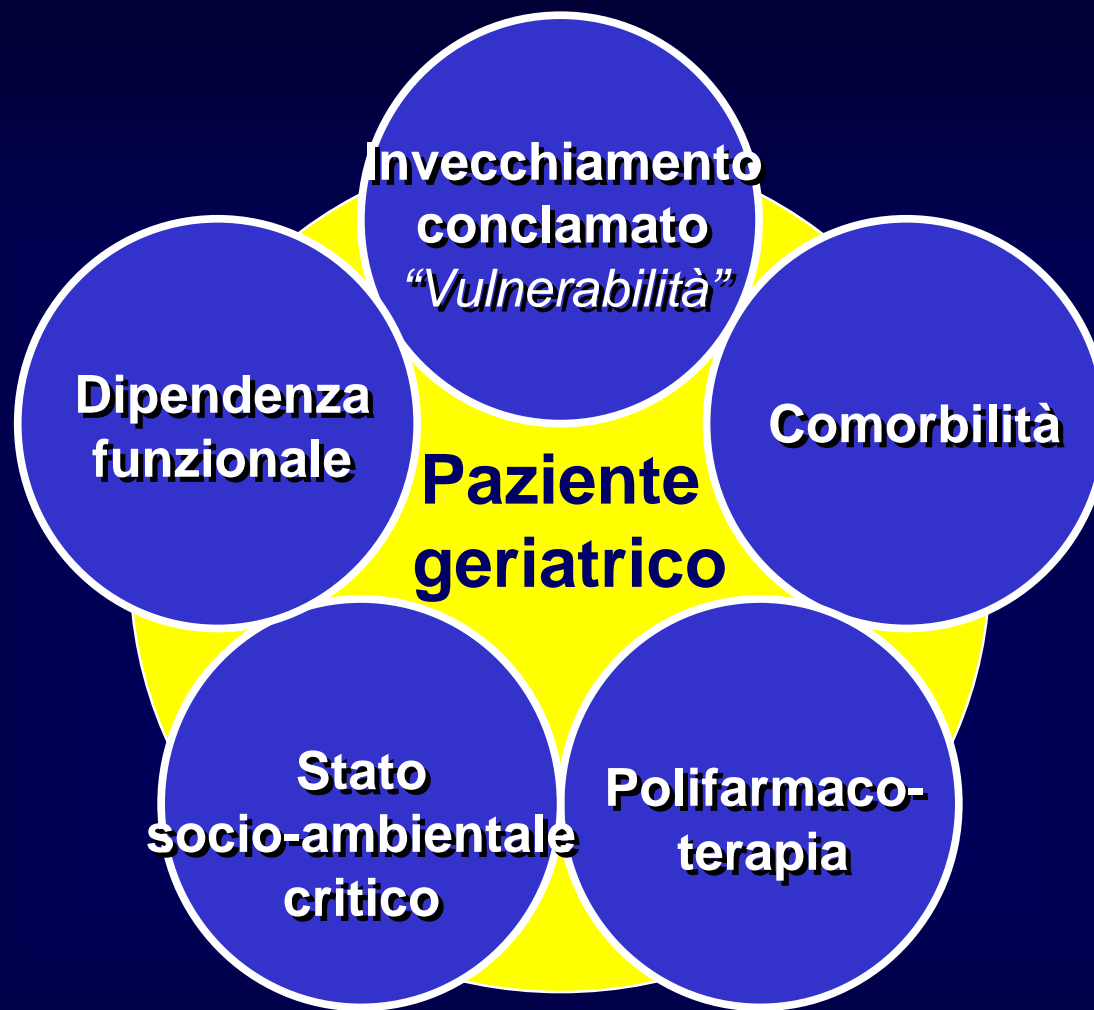 Invecchiamento
conclamato
“Vulnerabilità”
Dipendenza
funzionale
Comorbilità
Paziente
geriatrico
Stato
socio-ambientale
critico
Polifarmaco-
terapia